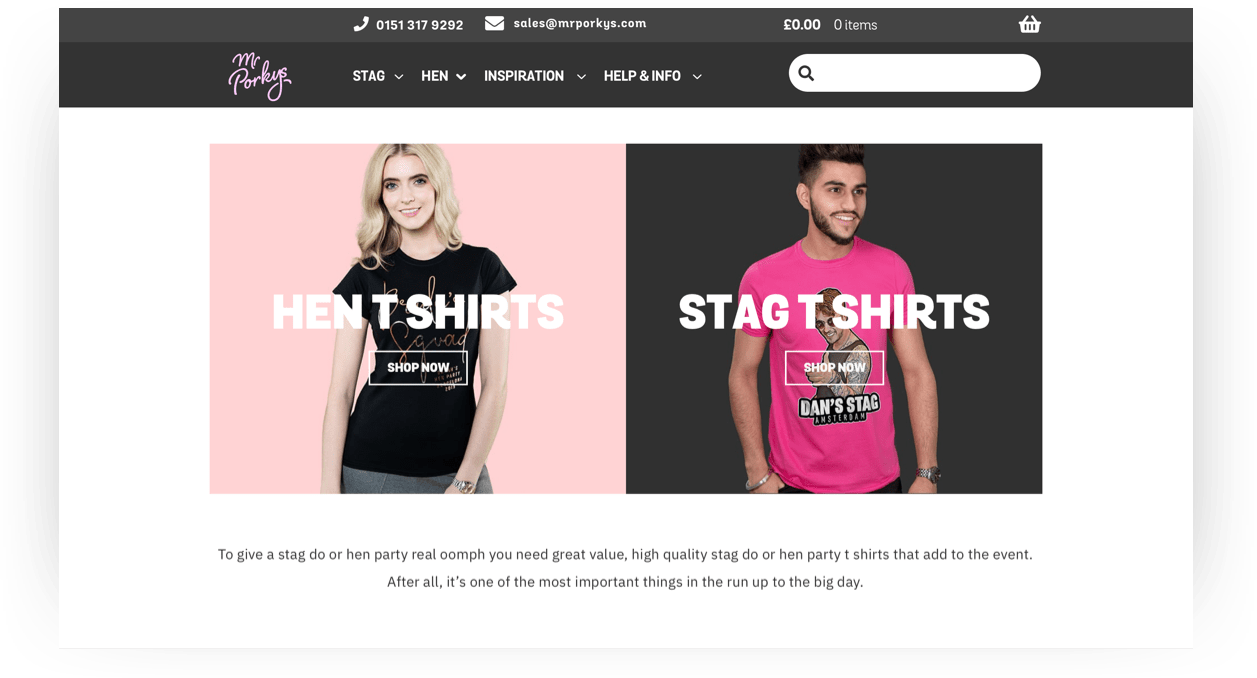 0151 317 9292 sales@mrporkys.com £0.00 0 items
Mr
Porkys
STAG HEN INSPIRATION HELP & INFO
HEN T SHIRTS
Squad
SHOP NOW
STAG T SHIRTS
SHOP NOW
DAN'S STAG
AMSTERDAM
To give a stag do or hen party real oomph you need great value, high quality stag do or hen party t shirts that add to the event.
After all, it’s one of the most important things in the run up to the big day.